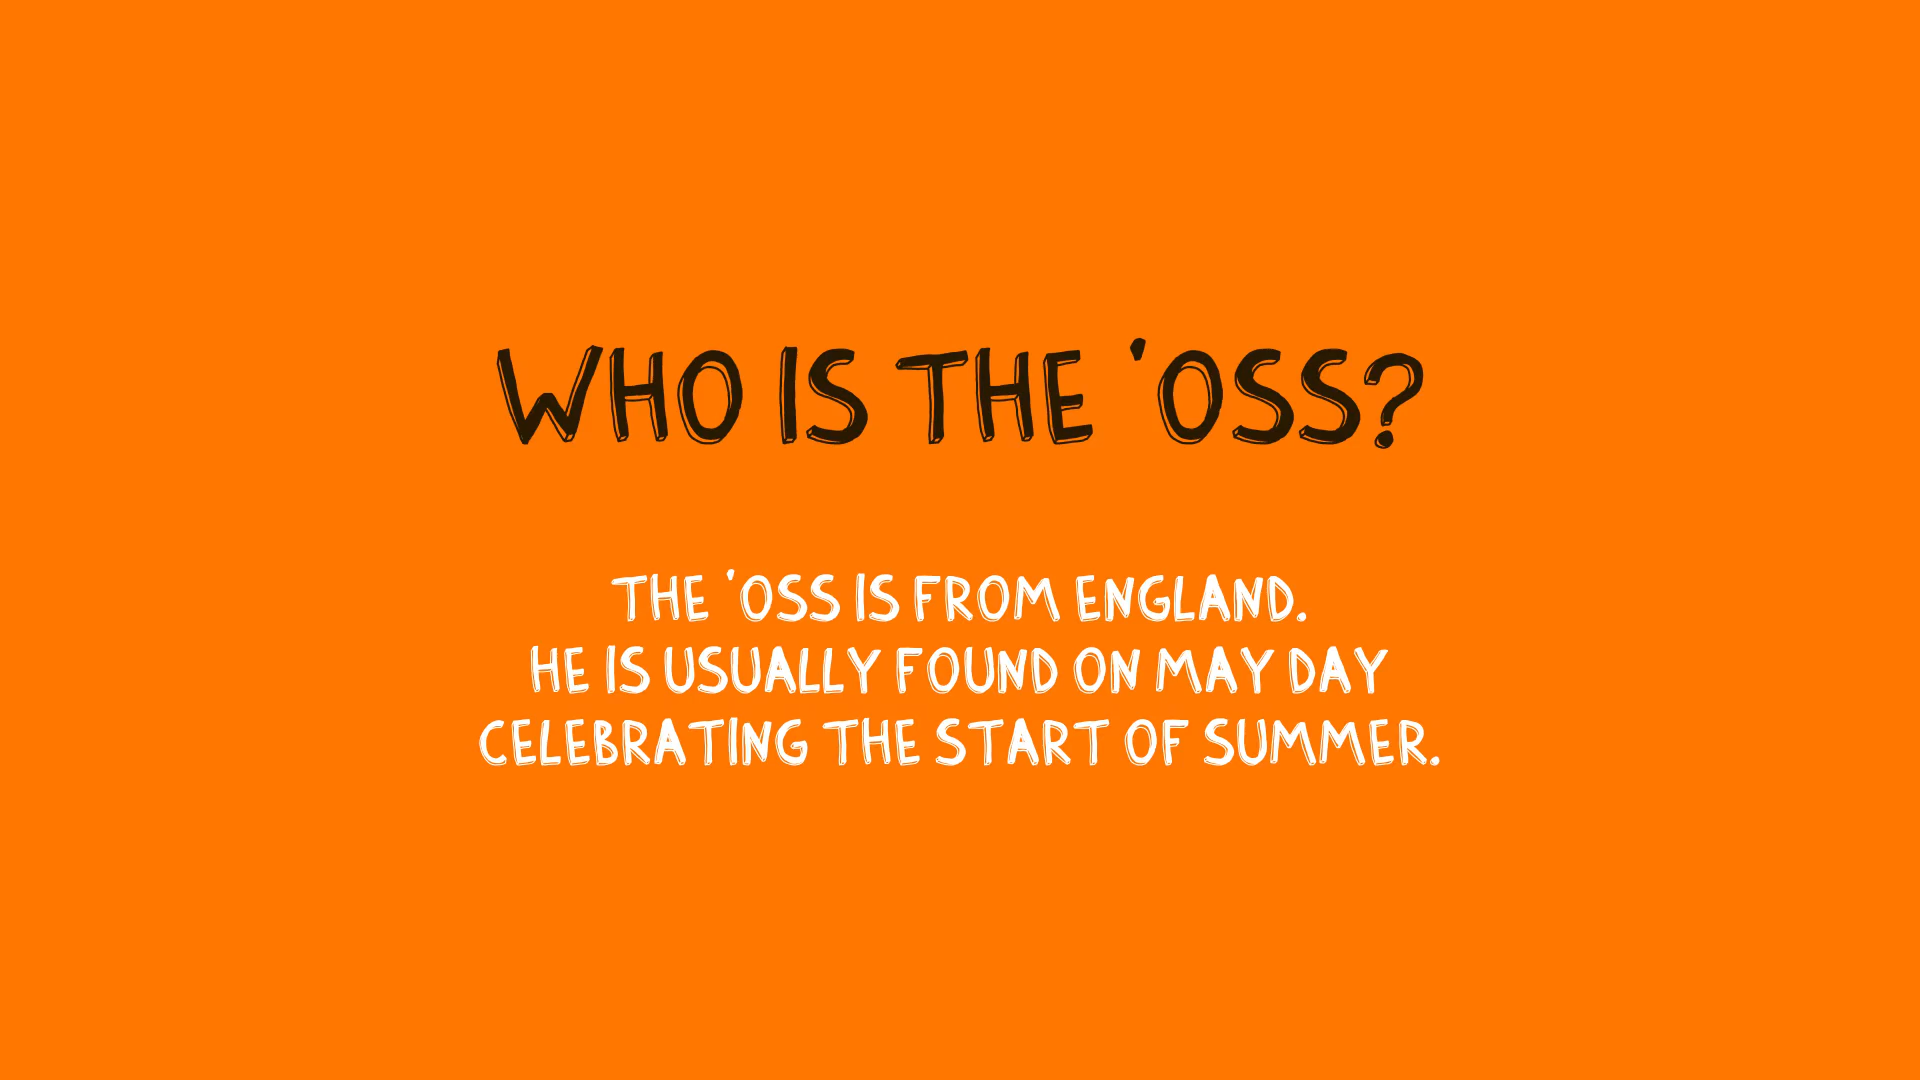 WHO IS THE 'OSS?
THE 'OSS IS FROM ENGLAND.
HE IS USUALLY FOUND ON MAY DAY
CELEBRATING THE START OF SUMMER.